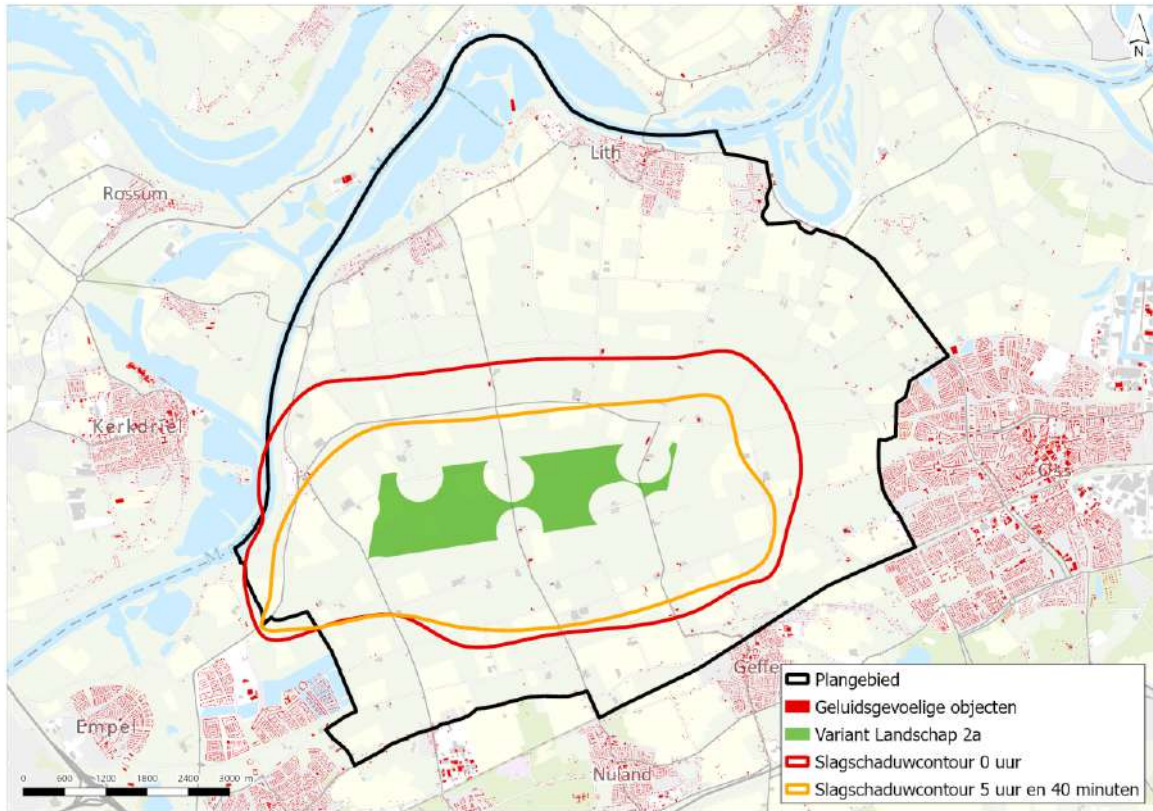 N
Lith
Rossum
Kerkdriel
Oss
Geffen
Empel
Nuland
Plangebied
Geluidsgevoelige objecten
Variant Landschap 2a
Slagschaduwcontour 0 uur
Slagschaduwcontour 5 uur en 40 minuten
0 600 1200 1800 2400 3000 m